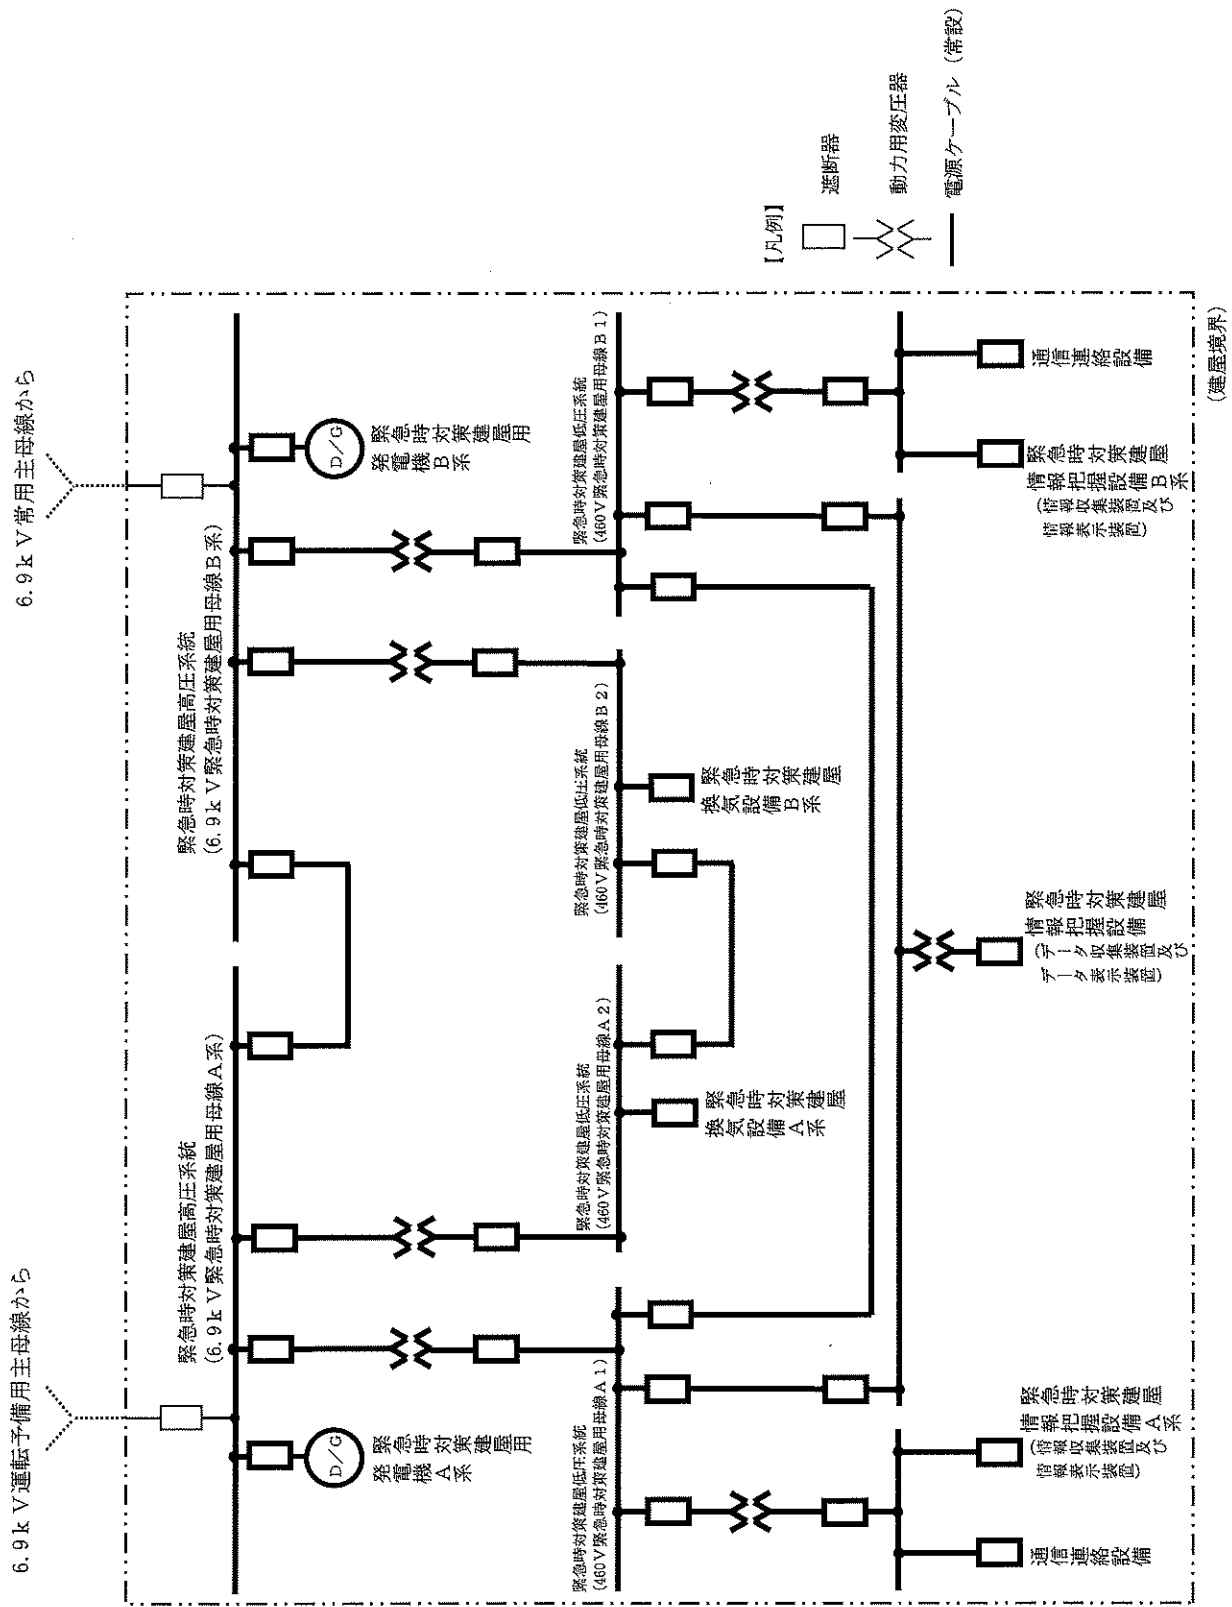 6.9kV運転予備用主母線から
6.9kV常用主母線から
緊急時対策建屋高圧系統
(6.9kV緊急時対策建屋用母線A系)
緊急時対策建屋高圧系統
(6.9kV緊急時対策建屋用母線B系)
D/G
緊急時対策建屋用
発電機A系
D/G
緊急時対策建屋用
発電機B系
緊急時対策建屋低圧系統
(460V緊急時対策建屋用母線A1)
緊急時対策建屋低圧系統
(460V緊急時対策建屋用母線A2)
緊急時対策建屋低圧系統
(460V緊急時対策建屋用母線B2)
緊急時対策建屋低圧系統
(460V緊急時対策建屋用母線B1)
緊急時対策建屋
換気設備A系
緊急時対策建屋
換気設備B系
通信連絡設備
緊急時対策建屋
情報把握設備A系
(情報収集装置及び
情報表示装置)
緊急時対策建屋
情報把握設備
(データ収集装置及び
データ表示装置)
緊急時対策建屋
情報把握設備B系
(情報収集装置及び
情報表示装置)
通信連絡設備
(建屋境界)
【凡例】
遮断器
動力用変圧器
電源ケーブル(常設)